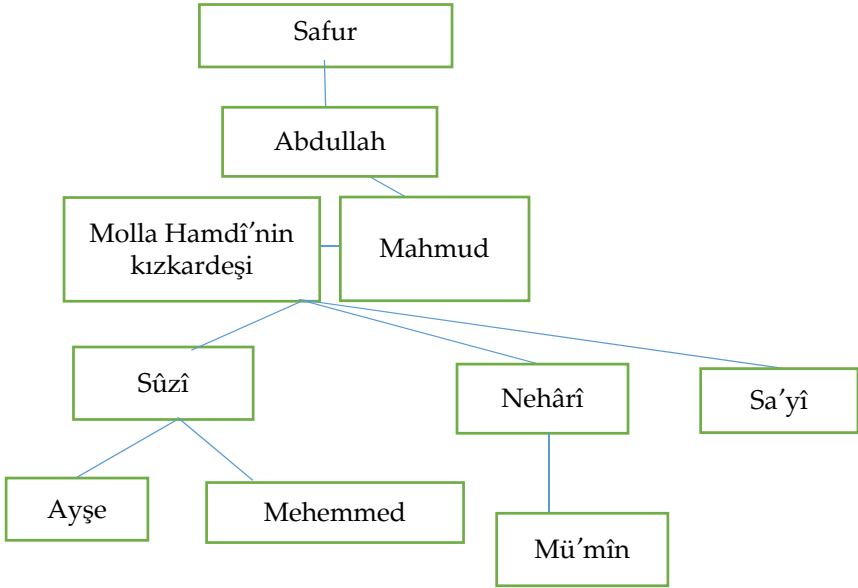 Safur
Abdullah
Molla Hamdî′nin
kızkardeşi
Mahmud
Sûzî
Nehârî
Sa′yî
Ayşe
Mehemmed
Mü′mîn